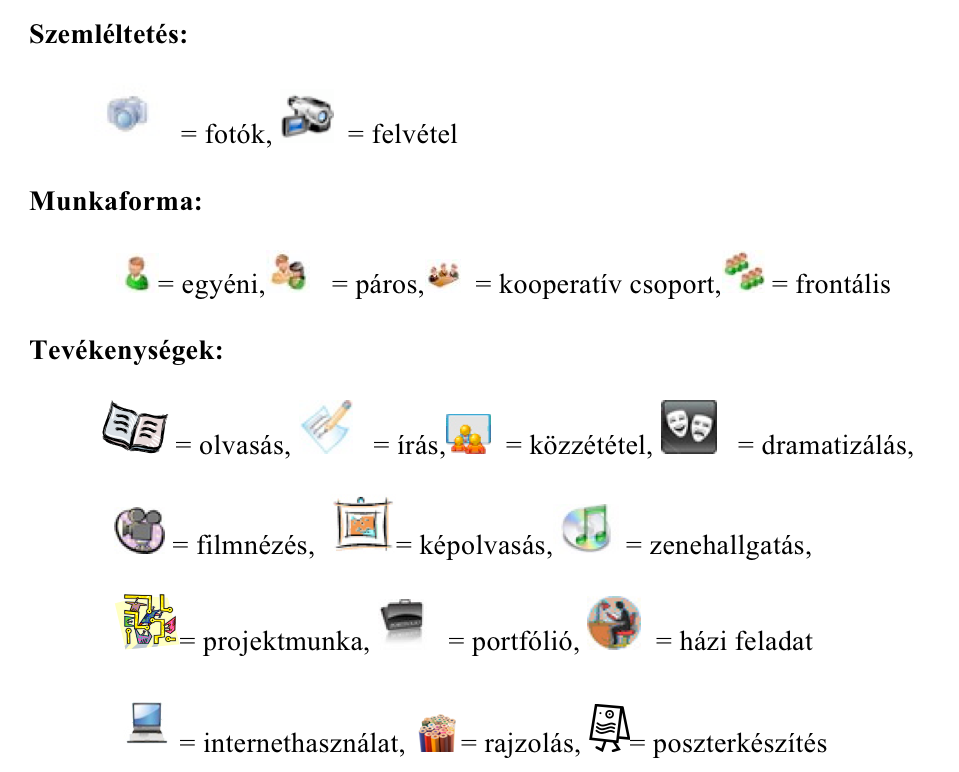 Szemléltetés:
= fotók, = felvétel
Munkaforma:
= egyéni, = páros, = kooperatív csoport, = frontális
Tevékenységek:
= olvasás, = írás, = közzététel, = dramatizálás,
= filmnézés, = képolvasás, = zenehallgatás,
= projektmunka, = portfólió, = házi feladat
= internethasználat, = rajzolás, = poszterkészítés